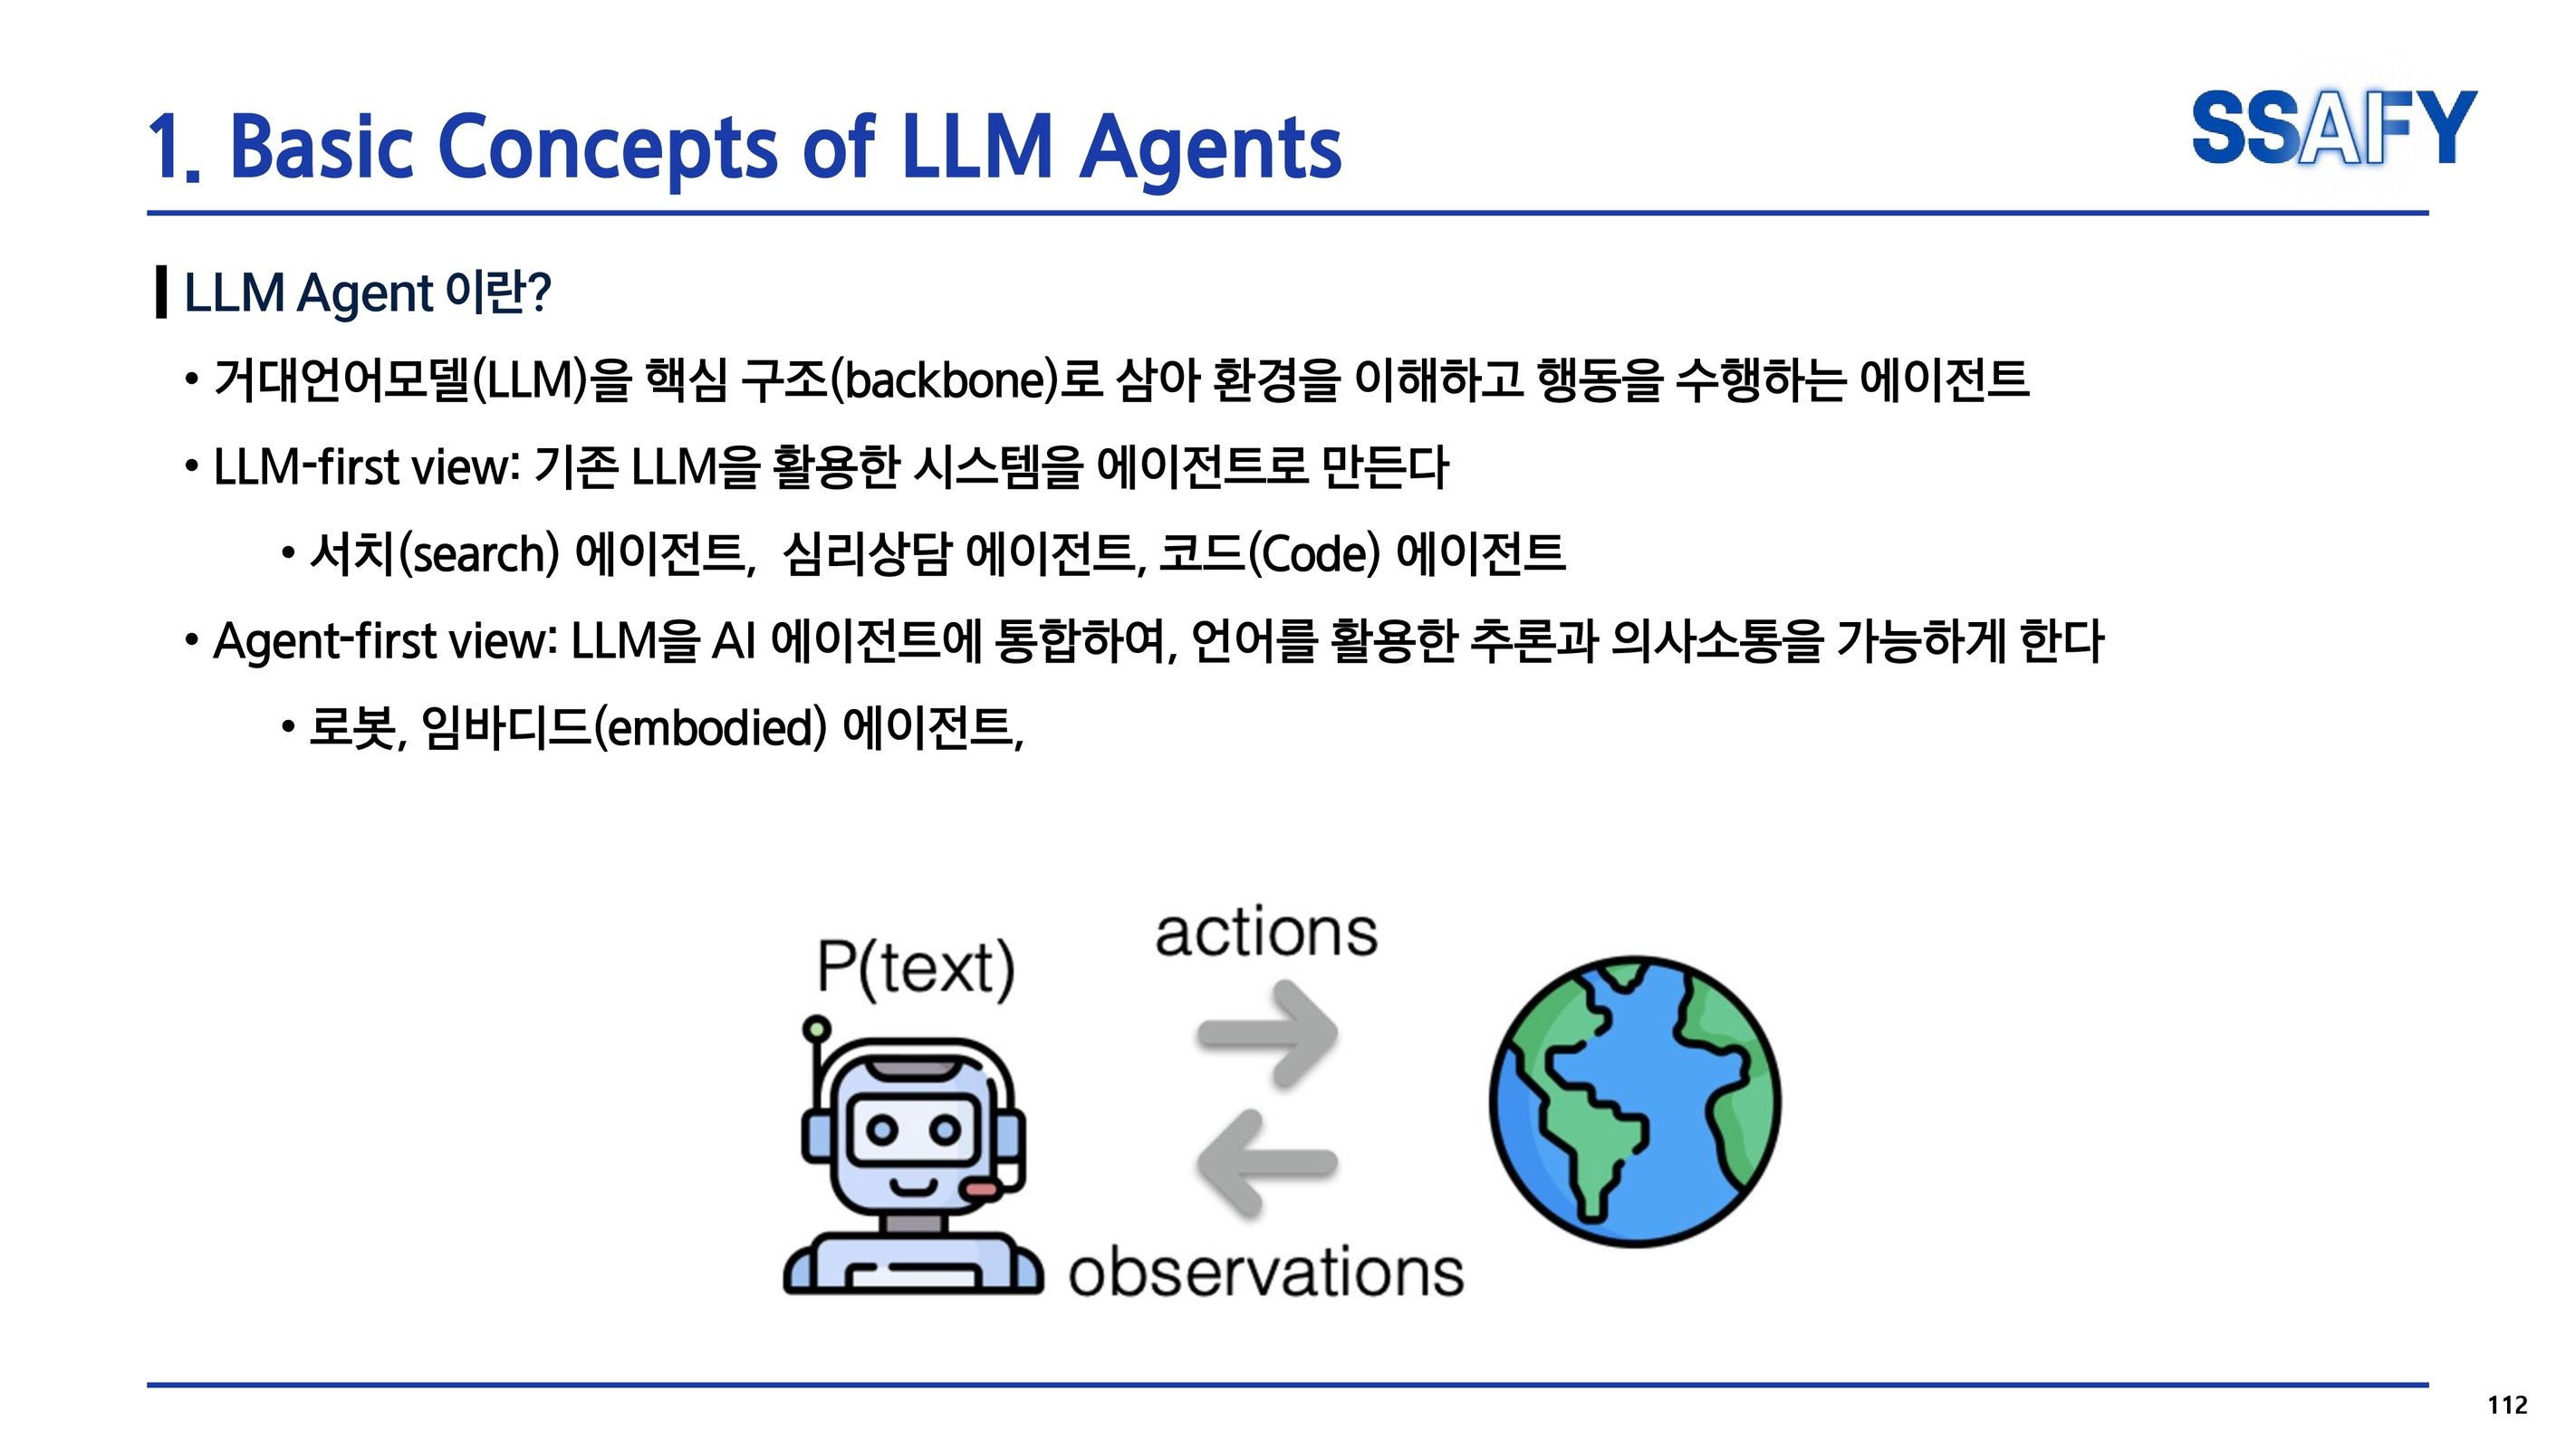 1. Basic Concepts of LLM Agents
SSAFY
LLM Agent 이란?
• 거대언어모델(LLM)을 핵심 구조(backbone)로 삼아 환경을 이해하고 행동을 수행하는 에이전트
• LLM-first view: 기존 LLM을 활용한 시스템을 에이전트로 만든다
• 서치(search) 에이전트, 심리상담 에이전트, 코드(Code) 에이전트
• Agent-first view: LLM을 AI 에이전트에 통합하여, 언어를 활용한 추론과 의사소통을 가능하게 한다
• 로봇, 임바디드(embodied) 에이전트,
actions
P(text)
observations
112